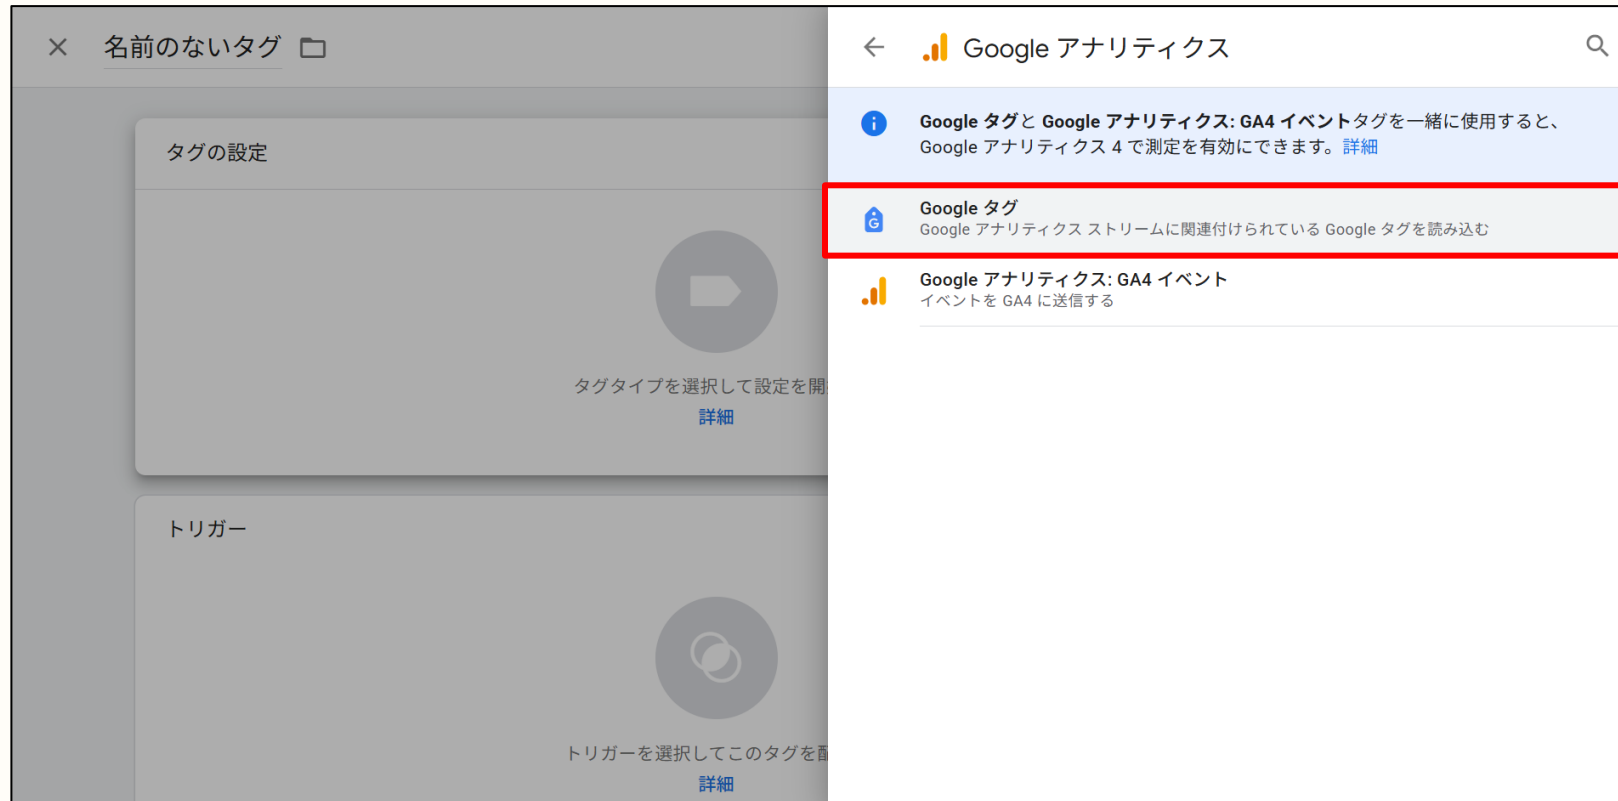 名前のないタグ
Google アナリティクス
タグの設定
タグタイプを選択して設定を開
詳細
トリガー
トリガーを選択してこのタグを配
詳細
Google タグと Google アナリティクス: GA4 イベントタグを一緒に使用すると、
Google アナリティクス 4 で測定を有効にできます。詳細
Google タグ
Google アナリティクス ストリームに関連付けられている Google タグを読み込む
Google アナリティクス: GA4 イベント
イベントを GA4 に送信する